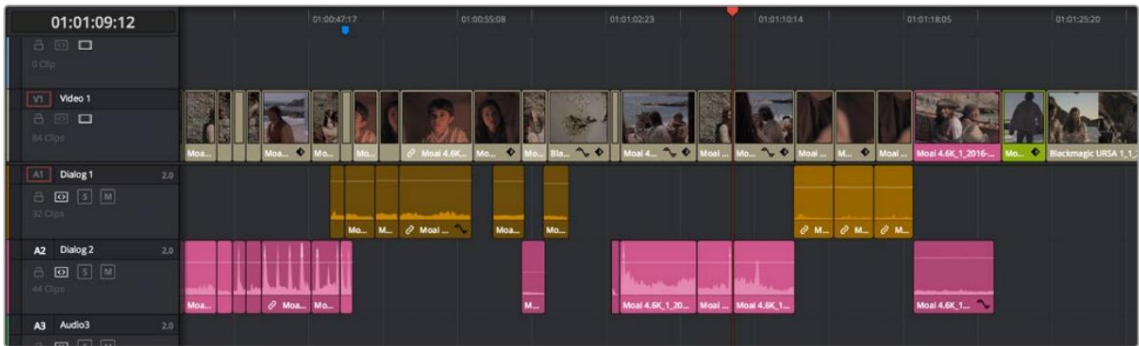 01:01:09:12
01:00:47:17 01:00:55:08 01:01:02:23 01:01:10:14 01:01:18:05 01:01:25:20
0 Clip
V1 Video 1
84 Clips
Moa... Moa... Mo... Mo... Moai 4.6K... Mo... Mo... Bla... Moai 4... Moai ... Mo... Moai ... M... Moai ... Moai 4.6K_1_2016-... Mo... Blackmagic URSA 1_1_
A1 Dialog 1 2.0
S M
32 Clips
Mo... M... Moai ... Moa... Mo... M... M... M...
A2 Dialog 2 2.0
S M
44 Clips
Moa... Moa... Mo... M... Moai 4.6K_1_20... Moai ... Moai 4.6K_1... Moai 4.6K_1...
A3 Audio3 2.0